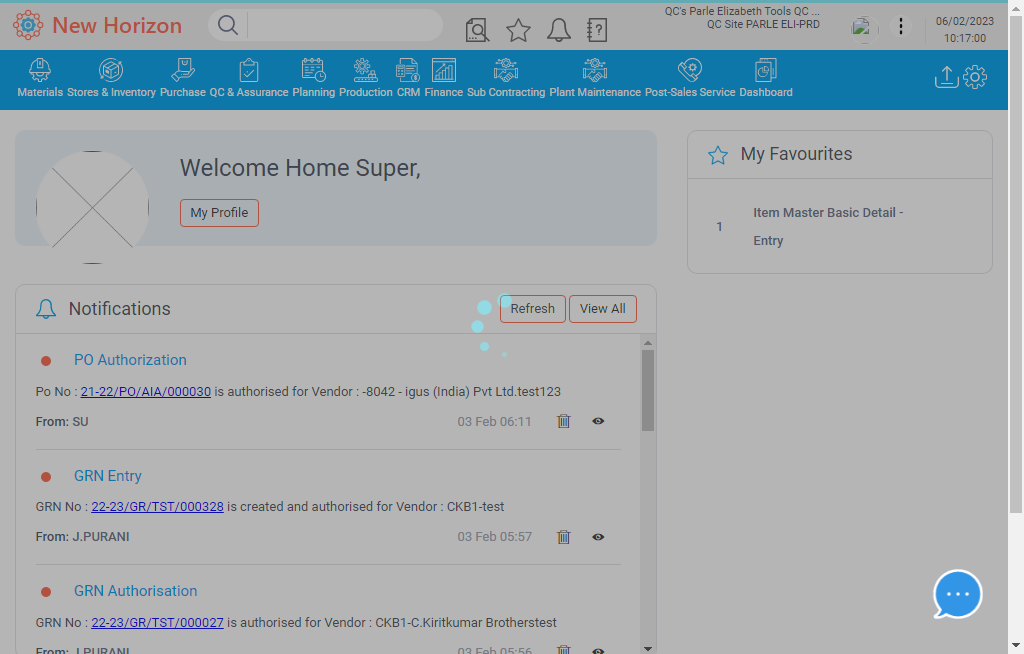 New Horizon
QC's Parle Elizabeth Tools QC ...
QC Site PARLE ELI-PRD
06/02/2023
10:17:00
Materials Stores & Inventory Purchase QC & Assurance Planning Production CRM Finance Sub Contracting Plant Maintenance Post-Sales Service Dashboard
Welcome Home Super,
My Profile
My Favourites
1 Item Master Basic Detail -
Entry
Notifications
Refresh View All
PO Authorization
Po No : 21-22/PO/AIA/000030 is authorised for Vendor : -8042 - igus (India) Pvt Ltd.test123
From: SU 03 Feb 06:11
GRN Entry
GRN No : 22-23/GR/TST/000328 is created and authorised for Vendor : CKB1-test
From: J.PURANI 03 Feb 05:57
GRN Authorisation
GRN No : 22-23/GR/TST/000027 is authorised for Vendor : CKB1-C.Kiritkumar Brotherstest
From: J.PURANI 03 Feb 05:56